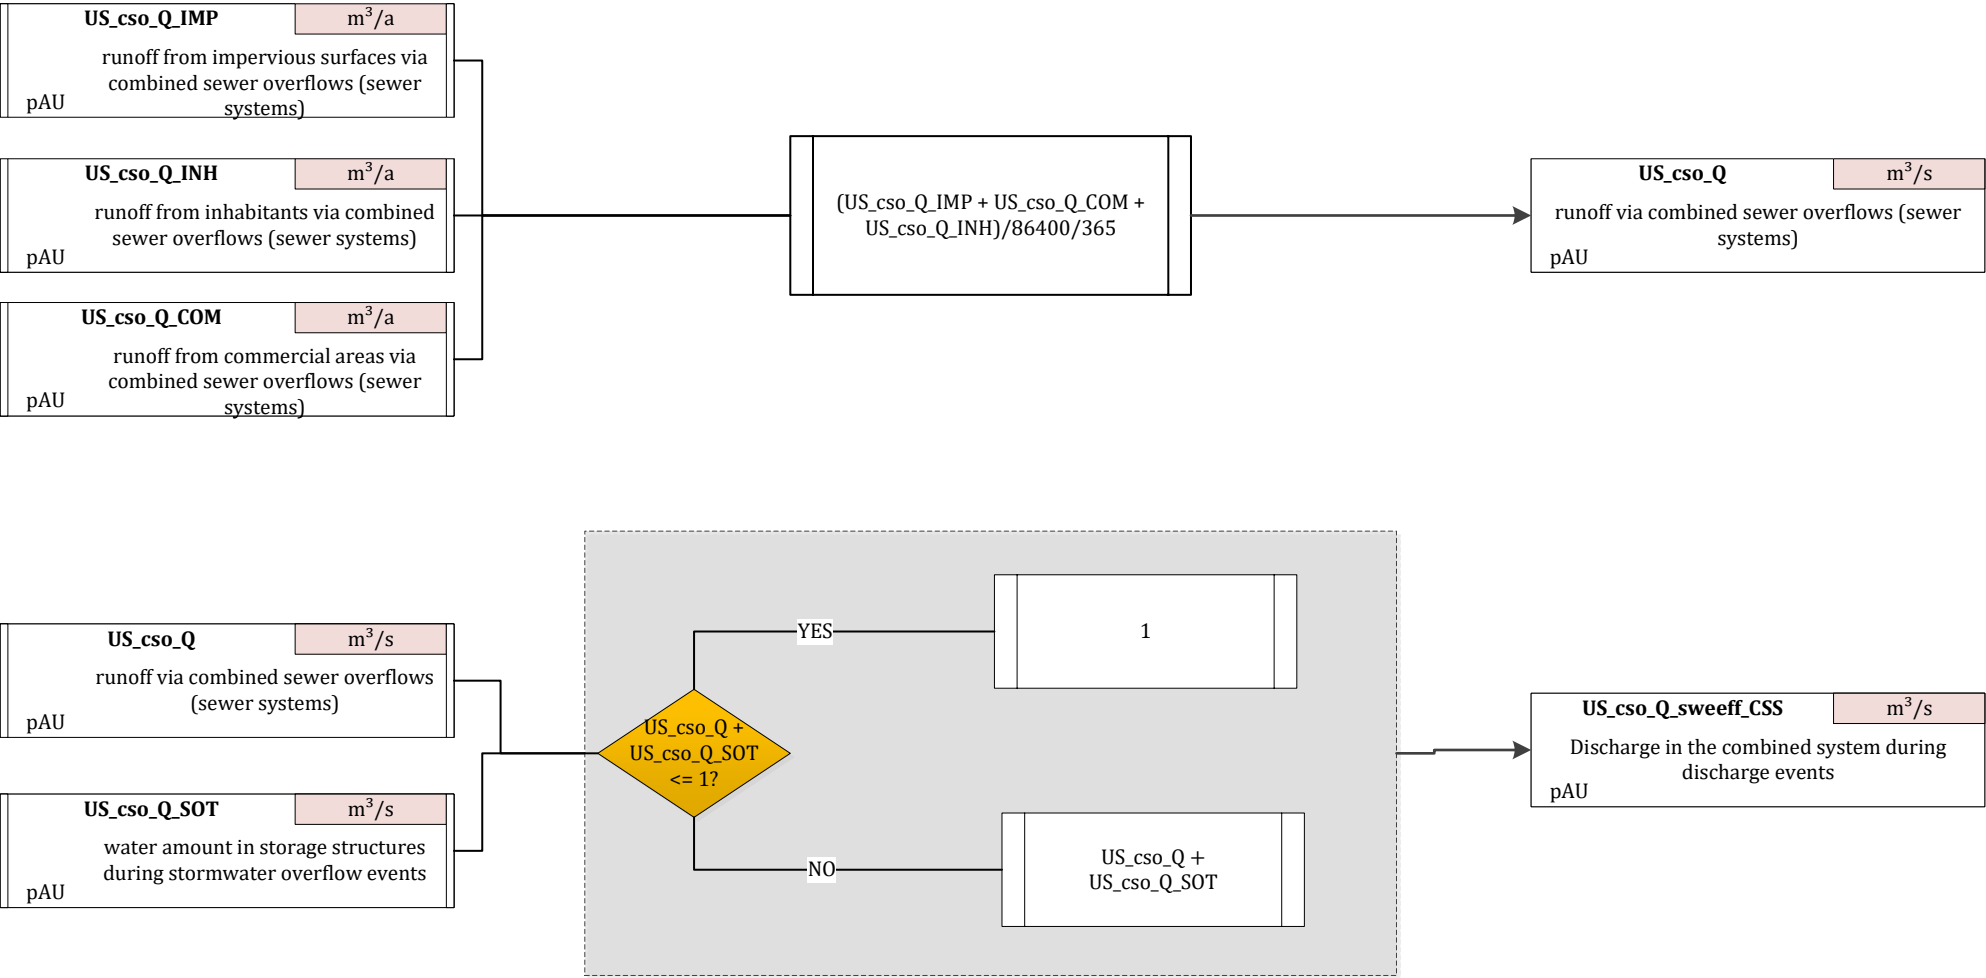 US_cso_Q_IMP
m³/a
runoff from impervious surfaces via
combined sewer overflows (sewer
systems)
pAU
US_cso_Q_INH
m³/a
runoff from inhabitants via combined
sewer overflows (sewer systems)
pAU
US_cso_Q_COM
m³/a
runoff from commercial areas via
combined sewer overflows (sewer
systems)
pAU
(US_cso_Q_IMP + US_cso_Q_COM +
US_cso_Q_INH)/86400/365
US_cso_Q
m³/s
runoff via combined sewer overflows (sewer
systems)
pAU
US_cso_Q
m³/s
runoff via combined sewer overflows
(sewer systems)
pAU
US_cso_Q_SOT
m³/s
water amount in storage structures
during stormwater overflow events
pAU
US_cso_Q +
US_cso_Q_SOT
<= 1?
YES
1
NO
US_cso_Q +
US_cso_Q_SOT
US_cso_Q_sweeff_CSS
m³/s
Discharge in the combined system during
discharge events
pAU